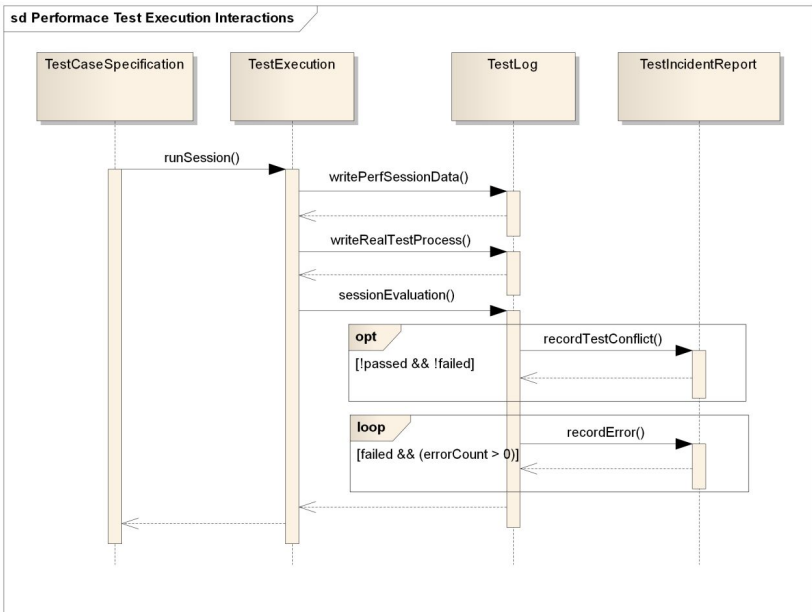 sd Performace Test Execution Interactions
TestCaseSpecification
TestExecution
TestLog
TestIncidentReport
runSession()
writePerfSessionData()
writeRealTestProcess()
sessionEvaluation()
opt
recordTestConflict()
[!passed && !failed]
loop
recordError()
[failed && (errorCount > 0)]